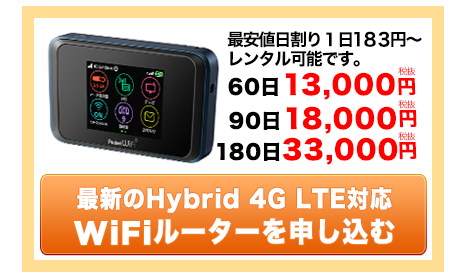 最安値日割り1日183円〜
レンタル可能です。
60日13,000円 税抜
90日18,000円 税抜
180日33,000円 税抜
Pocket WiFi
最新のHybrid 4G LTE対応
WiFiルーターを申し込む